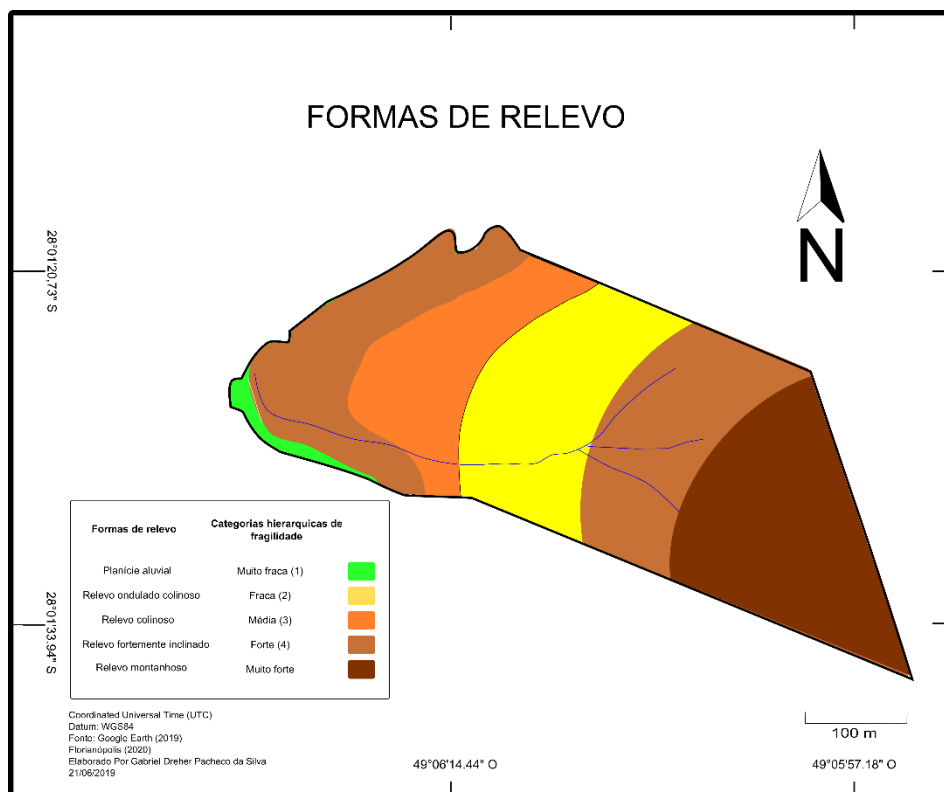 FORMAS DE RELEVO
N
28°01'20,73" S
28°01'33.94" S
Formas de relevo
Categorias hierarquicas de
fragilidade
Planície aluvial
Muito fraca (1)
Relevo ondulado colinoso
Fraca (2)
Relevo colinoso
Média (3)
Relevo fortemente inclinado
Forte (4)
Relevo montanhoso
Muito forte
Coordinated Universal Time (UTC)
Datum: WGS84
Fonte: Google Earth (2019)
Florianópolis (2020)
Elaborado Por Gabriel Dreher Pacheco da Silva
21/06/2019
100 m
49°06'14.44" O
49°05'57.18" O